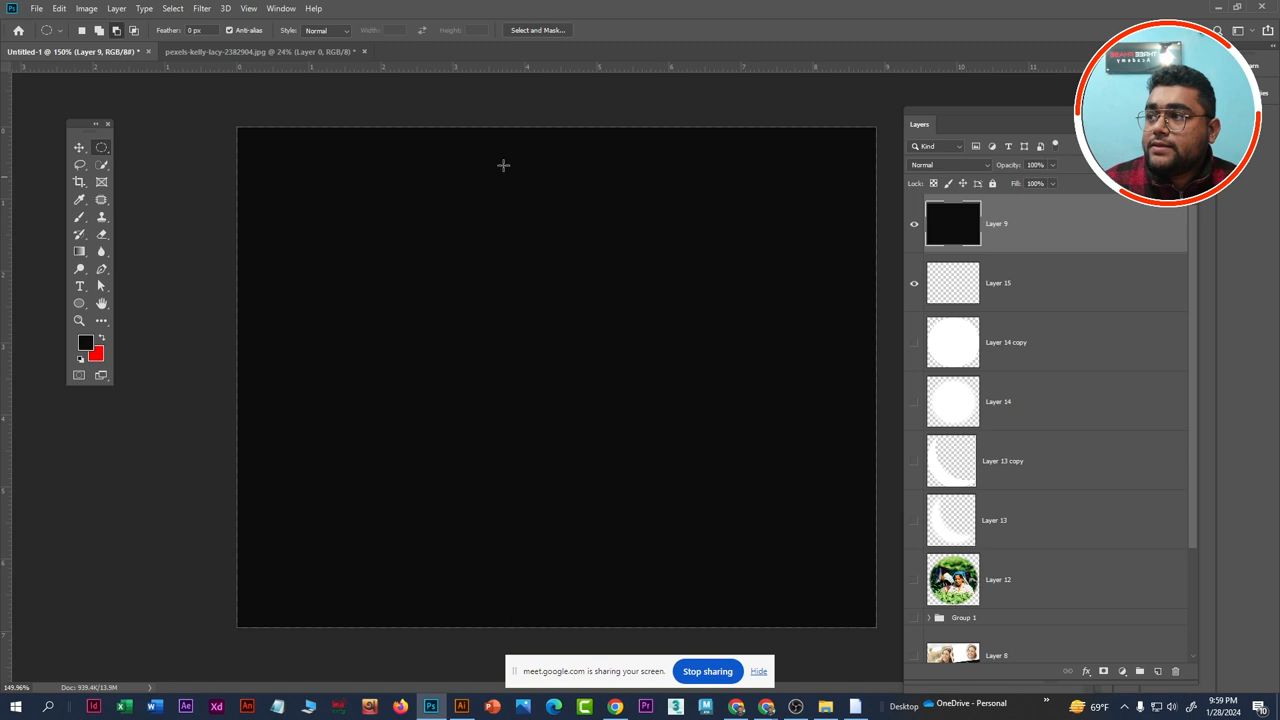 File Edit Image Layer Type Select Filter 3D View Window Help
Feather: 0 px Anti-alias Style: Normal Width: Height: Select and Mask...
Untitled-1 @ 150% (Layer 9, RGB/8#) * × pexels-kelly-lacy-2382904.jpg @ 24% (Layer 0, RGB/8) * ×
Layers
Kind
Normal Opacity: 100%
Lock: Fill: 100%
Layer 9
Layer 15
Layer 14 copy
Layer 14
Layer 13 copy
Layer 13
Layer 12
Group 1
Layer 8
meet.google.com is sharing your screen. Stop sharing Hide
149.96% Doc: 939.4K/13.9M
Desktop OneDrive - Personal 69°F 9:59 PM
1/28/2024